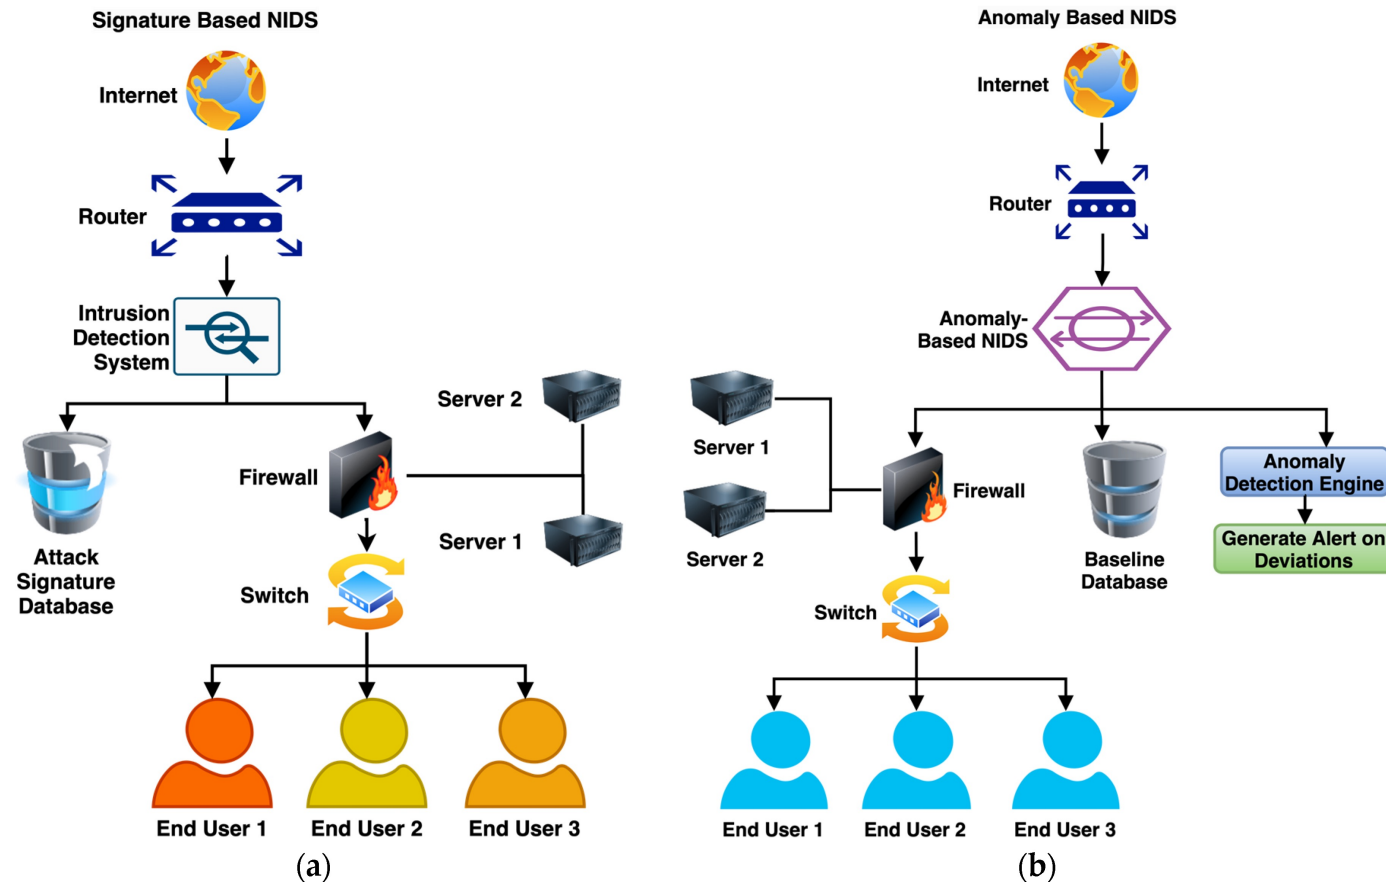 Signature Based NIDS
Internet
Router
Intrusion
Detection
System
Server 2
Firewall
Server 1
Attack
Signature
Database
Switch
End User 1
End User 2
End User 3
(a)
Anomaly Based NIDS
Internet
Router
Anomaly-
Based NIDS
Server 1
Server 2
Firewall
Baseline
Database
Anomaly
Detection Engine
Generate Alert on
Deviations
Switch
End User 1
End User 2
End User 3
(b)